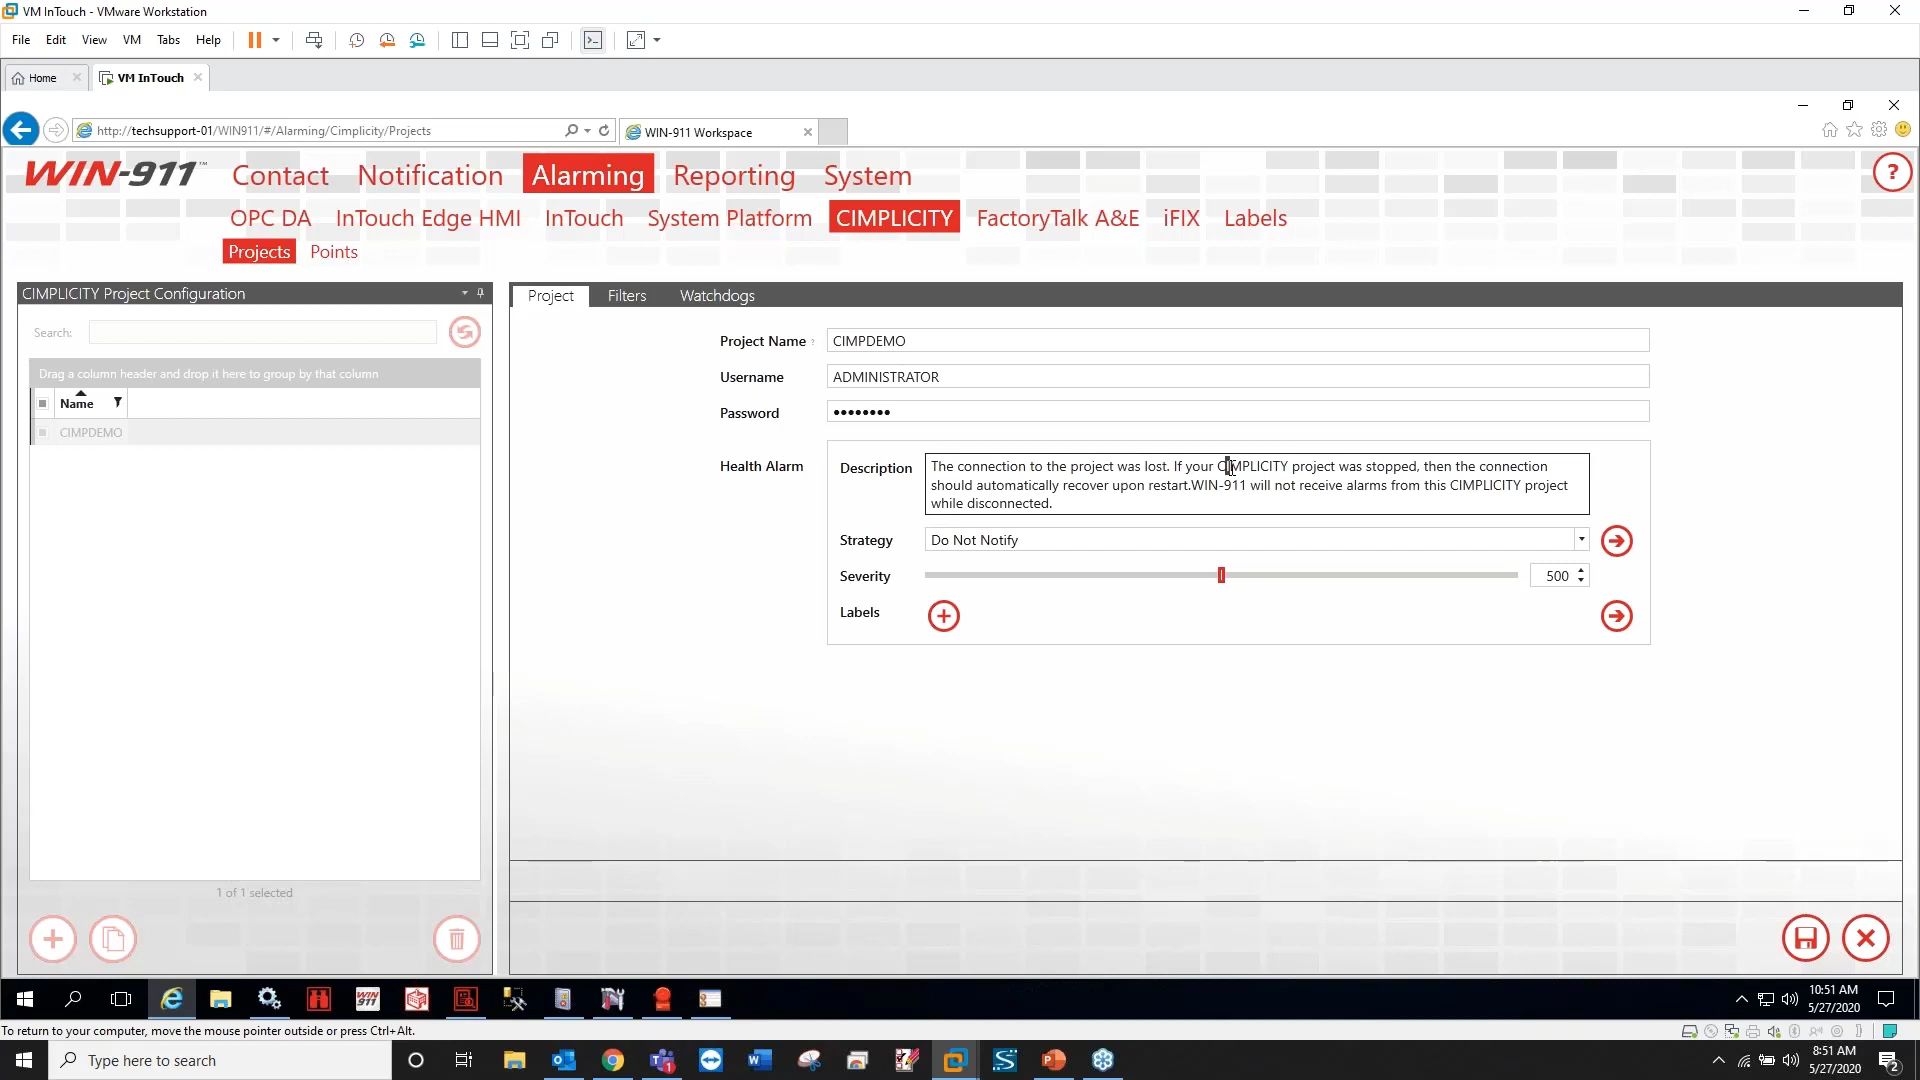 VM InTouch - VMware Workstation
File Edit View VM Tabs Help
Home VM InTouch
http://techsupport-01/WIN911/#/Alarming/Cimplicity/Projects WIN-911 Workspace
WIN-911™ Contact Notification Alarming Reporting System ?
OPC DA InTouch Edge HMI InTouch System Platform CIMPLICITY FactoryTalk A&E iFIX Labels
Projects Points
CIMPLICITY Project Configuration
Search:
Drag a column header and drop it here to group by that column
Name
CIMPDEMO
1 of 1 selected
Project Filters Watchdogs
Project Name CIMPDEMO
Username ADMINISTRATOR
Password ••••••••
Health Alarm
Description
The connection to the project was lost. If your CIMPLICITY project was stopped, then the connection
should automatically recover upon restart.WIN-911 will not receive alarms from this CIMPLICITY project
while disconnected.
Strategy Do Not Notify
Severity 500
Labels
WIN 911
10:51 AM
5/27/2020
To return to your computer, move the mouse pointer outside or press Ctrl+Alt.
Type here to search
8:51 AM
5/27/2020
2